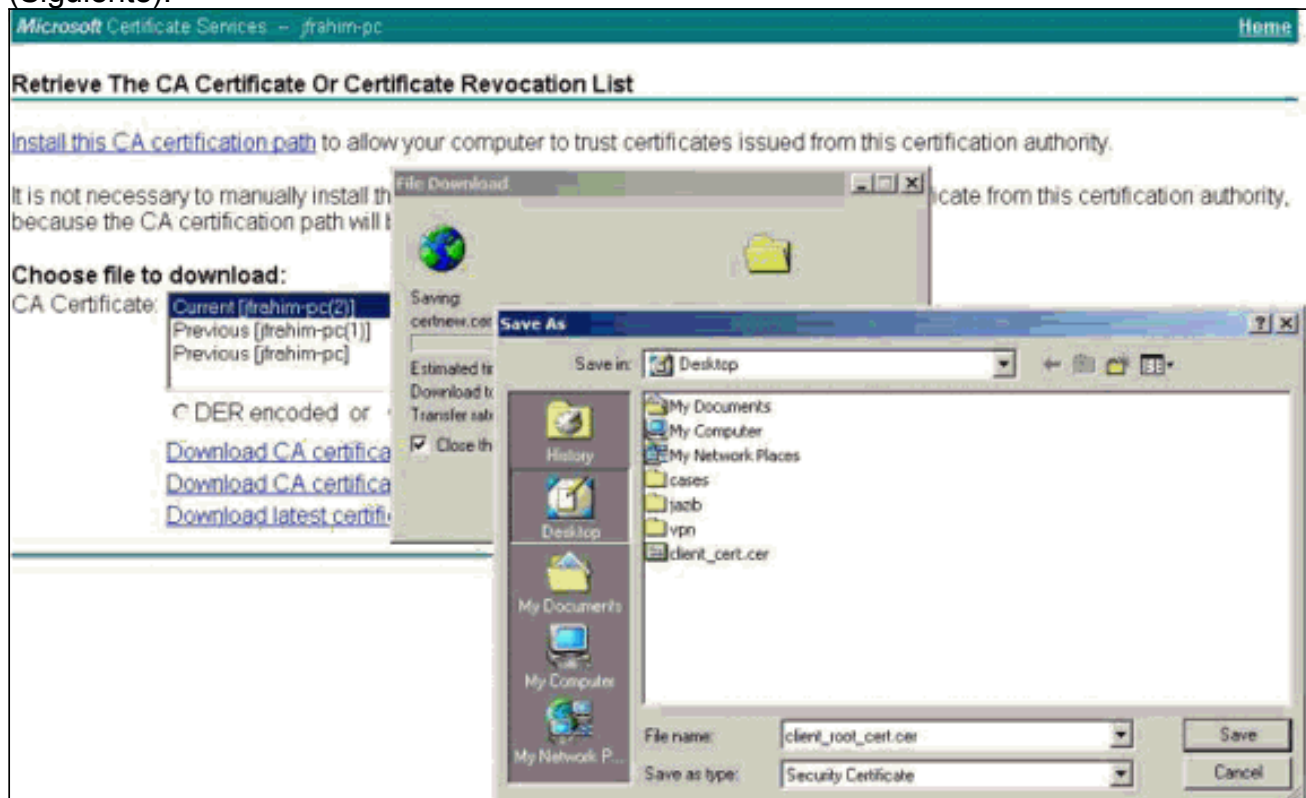 (Siguiente).
Microsoft Certificate Services -- jfrahim-pc Home
Retrieve The CA Certificate Or Certificate Revocation List
Install this CA certification path to allow your computer to trust certificates issued from this certification authority.
It is not necessary to manually install th
icate from this certification authority,
because the CA certification path will b
Choose file to download:
CA Certificate: Current [jfrahim-pc(2)]
Previous [jfrahim-pc(1)]
Previous [jfrahim-pc]
DER encoded or
Download CA certifica
Download CA certifica
Download latest certifi
File Download
Saving:
Estimated
Download to
Transfer rat
Close th
Save As
Save in: Desktop
History
Desktop
My Documents
My Computer
My Network P...
My Documents
My Computer
My Network Places
cases
jazib
vpn
client_cert.cer
File name: client_root_cert.cer Save
Save as type: Security Certificate Cancel